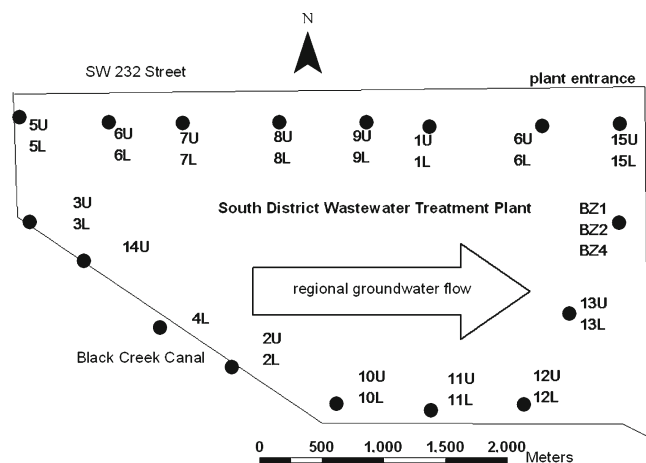 N
SW 232 Street
plant entrance
5U
5L
6U
6L
7U
7L
8U
8L
9U
9L
1U
1L
6U
6L
15U
15L
3U
3L
South District Wastewater Treatment Plant
BZ1
BZ2
BZ4
14U
regional groundwater flow
13U
13L
4L
2U
2L
Black Creek Canal
10U
10L
11U
11L
12U
12L
0 500 1.000 1.500 2.000
Meters